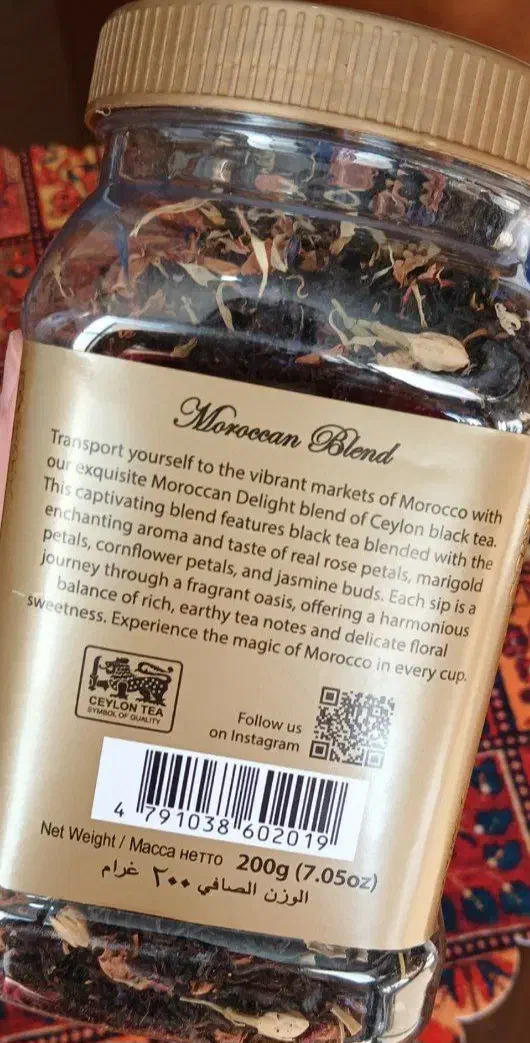 Moroccan Blend
Transport yourself to the vibrant markets of Morocco with
our exquisite Moroccan Delight blend of Ceylon black tea.
This captivating blend features black tea blended with the
enchanting aroma and taste of real rose petals, marigold
petals, cornflower petals, and jasmine buds. Each sip is a
journey through a fragrant oasis, offering a harmonious
balance of rich, earthy tea notes and delicate floral
sweetness. Experience the magic of Morocco in every cup.
CEYLON TEA
SYMBOL OF QUALITY
Follow us
on Instagram
4 791038 602019
Net Weight / Масса нетто 200g (7.05oz)
الوزن الصافي ٢٠٠ غرام